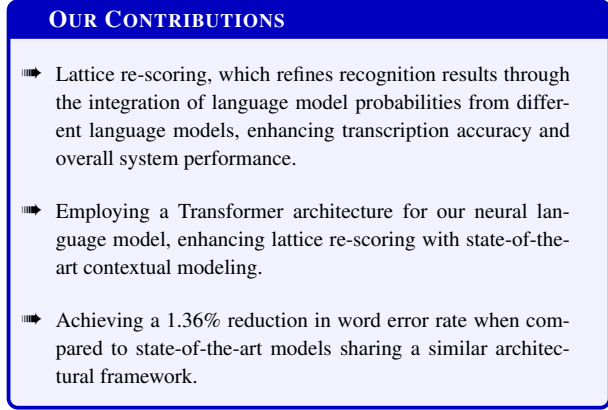 OUR CONTRIBUTIONS
➠ Lattice re-scoring, which refines recognition results through
the integration of language model probabilities from differ-
ent language models, enhancing transcription accuracy and
overall system performance.
➠ Employing a Transformer architecture for our neural lan-
guage model, enhancing lattice re-scoring with state-of-the-
art contextual modeling.
➠ Achieving a 1.36% reduction in word error rate when com-
pared to state-of-the-art models sharing a similar architec-
tural framework.